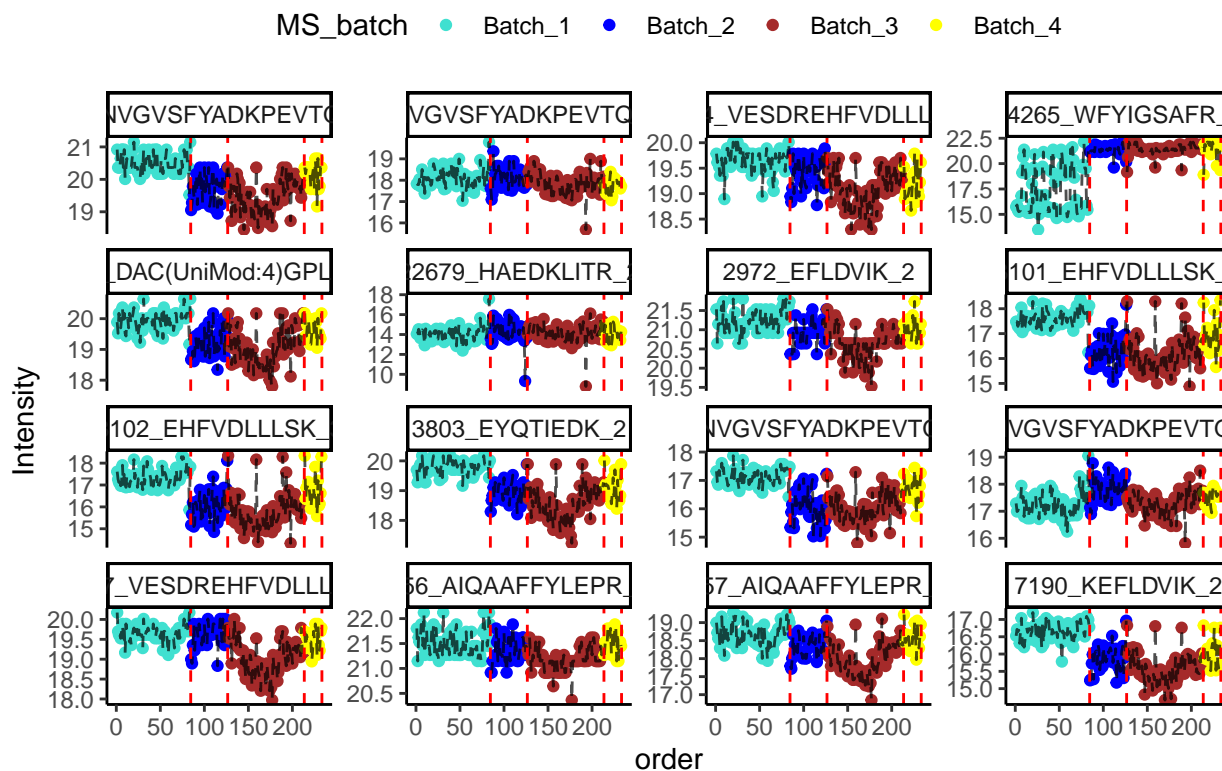 MS_batch Batch_1 Batch_2 Batch_3 Batch_4
NVGVSFYADKPEVTQ VGVSFYADKPEVTQ 4_VESDREHFVDLLL 4265_WFYIGSAFR_
21 20 19
19 18 17 16
20.0 19.5 19.0 18.5
22.5 20.0 17.5 15.0
_DAC(UniMod:4)GPL 22679_HAEDKLITR_2 2972_EFLDVIK_2 101_EHFVDLLLSK_
20 19 18
18 16 14 12 10
21.5 21.0 20.5 20.0 19.5
18 17 16 15
Intensity
102_EHFVDLLLSK_ 3803_EYQTIEDK_2 NVGVSFYADKPEVTQ VGVSFYADKPEVTQ
18 17 16 15
20 19 18
18 17 16 15
19 18 17 16
7_VESDREHFVDLLL 56_AIQAAFFYLEPR_ 57_AIQAAFFYLEPR_ 7190_KEFLDVIK_2
20.0 19.5 19.0 18.5 18.0
22.0 21.5 21.0 20.5
19.0 18.5 18.0 17.5 17.0
17.0 16.5 16.0 15.5 15.0
0 50 100 150 200 0 50 100 150 200 0 50 100 150 200 0 50 100 150 200
order